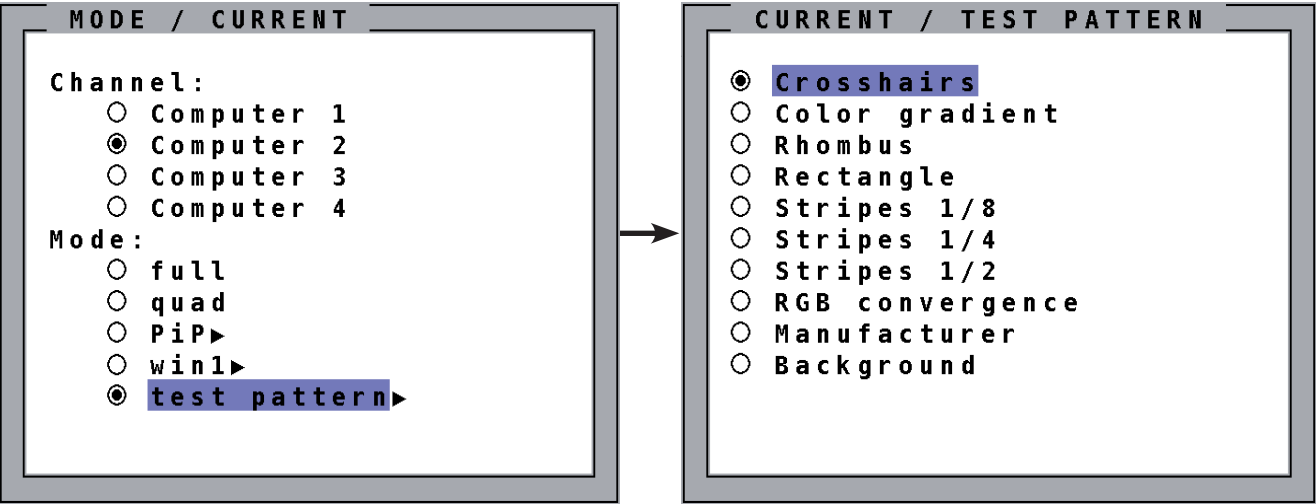 MODE / CURRENT
Channel:
Computer 1
Computer 2
Computer 3
Computer 4
Mode:
full
quad
PiP▶
win1▶
test pattern▶
CURRENT / TEST PATTERN
Crosshairs
Color gradient
Rhombus
Rectangle
Stripes 1/8
Stripes 1/4
Stripes 1/2
RGB convergence
Manufacturer
Background